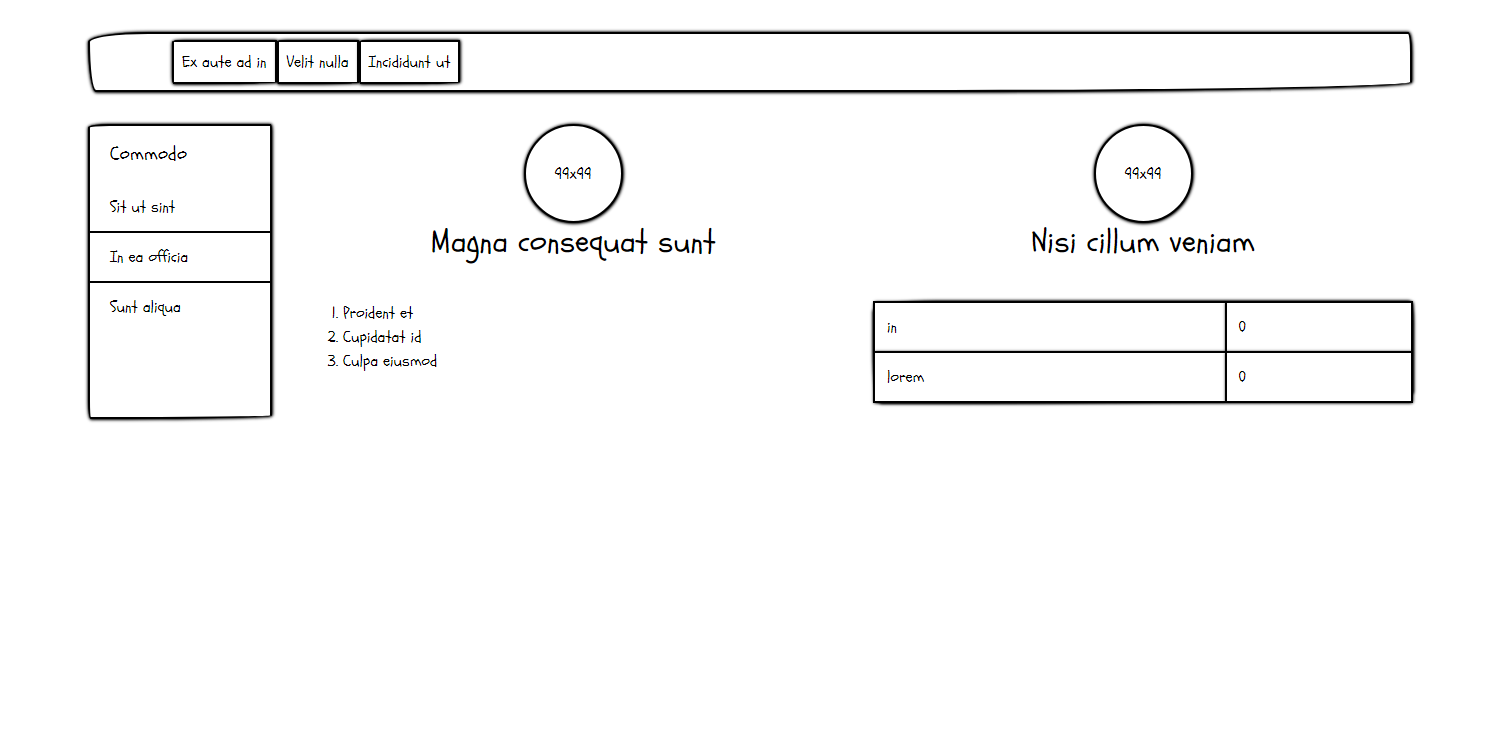 Ex aute ad in Velit nulla Incididunt ut
Commodo
Sit ut sint
In ea officia
Sunt aliqua
99x99
Magna consequat sunt
1. Proident et
2. Cupidatat id
3. Culpa eiusmod
99x99
Nisi cillum veniam
in 0
lorem 0